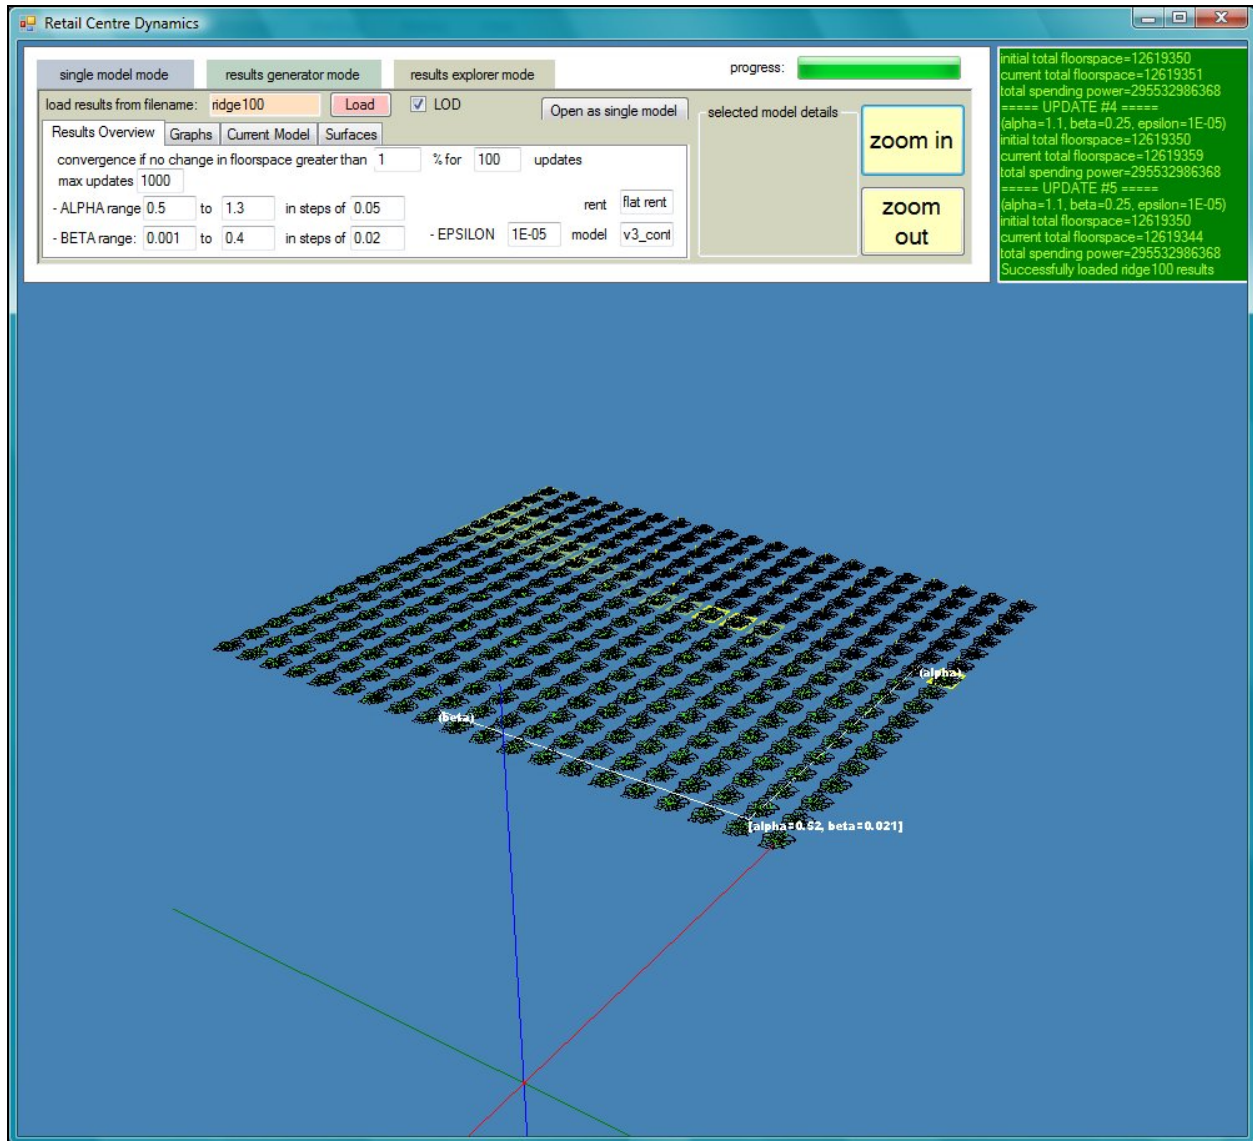 Retail Centre Dynamics
single model mode
results generator mode
results explorer mode
progress:
load results from filename: ridge100 Load LOD Open as single model
Results Overview Graphs Current Model Surfaces
convergence if no change in floorspace greater than 1 % for 100 updates
max updates 1000
- ALPHA range 0.5 to 1.3 in steps of 0.05 rent flat rent
- BETA range: 0.001 to 0.4 in steps of 0.02 - EPSILON 1E-05 model v3_cont
selected model details
zoom in
zoom
out
initial total floorspace=12619350
current total floorspace=12619351
total spending power=295532986368
===== UPDATE #4 =====
(alpha=1.1, beta=0.25, epsilon=1E-05)
initial total floorspace=12619350
current total floorspace=12619359
total spending power=295532986368
===== UPDATE #5 =====
(alpha=1.1, beta=0.25, epsilon=1E-05)
initial total floorspace=12619350
current total floorspace=12619344
total spending power=295532986368
Successfully loaded ridge100 results
(alpha)
(beta)
[alpha=0.52, beta=0.021]